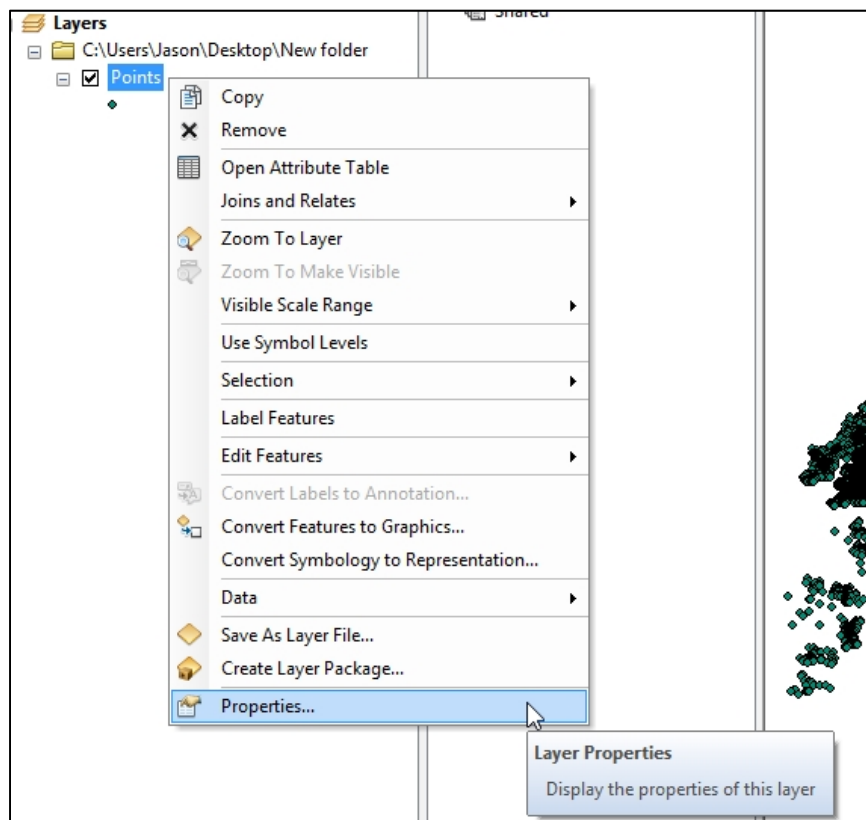 Layers
Shared
C:\Users\Jason\Desktop\New folder
Points
Copy
Remove
Open Attribute Table
Joins and Relates
Zoom To Layer
Zoom To Make Visible
Visible Scale Range
Use Symbol Levels
Selection
Label Features
Edit Features
Convert Labels to Annotation...
Convert Features to Graphics...
Convert Symbology to Representation...
Data
Save As Layer File...
Create Layer Package...
Properties...
Layer Properties
Display the properties of this layer